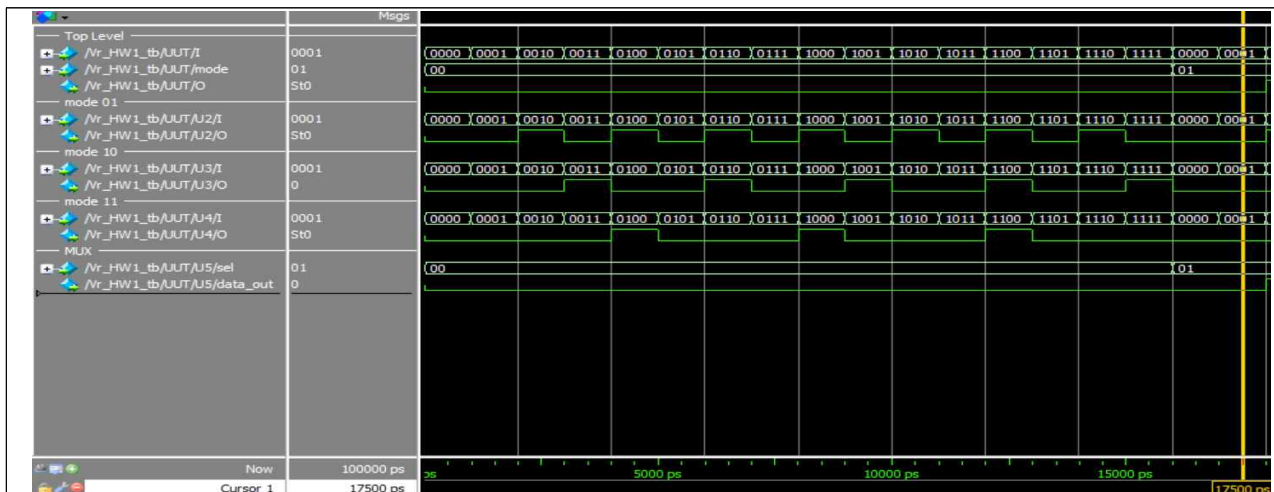 Msgs
Top Level
/Vr_HW1_tb/UUT/I 0001 0000 0001 0010 0011 0100 0101 0110 0111 1000 1001 1010 1011 1100 1101 1110 1111 0000 0001
/Vr_HW1_tb/UUT/mode 01 00 01
/Vr_HW1_tb/UUT/O St0
mode 01
/Vr_HW1_tb/UUT/U2/I 0001 0000 0001 0010 0011 0100 0101 0110 0111 1000 1001 1010 1011 1100 1101 1110 1111 0000 0001
/Vr_HW1_tb/UUT/U2/O St0
mode 10
/Vr_HW1_tb/UUT/U3/I 0001 0000 0001 0010 0011 0100 0101 0110 0111 1000 1001 1010 1011 1100 1101 1110 1111 0000 0001
/Vr_HW1_tb/UUT/U3/O 0
mode 11
/Vr_HW1_tb/UUT/U4/I 0001 0000 0001 0010 0011 0100 0101 0110 0111 1000 1001 1010 1011 1100 1101 1110 1111 0000 0001
/Vr_HW1_tb/UUT/U4/O St0
MUX
/Vr_HW1_tb/UUT/U5/sel 01 00 01
/Vr_HW1_tb/UUT/U5/data_out 0
Now 100000 ps ps 5000 ps 10000 ps 15000 ps
Cursor 1 17500 ps 17500 ps